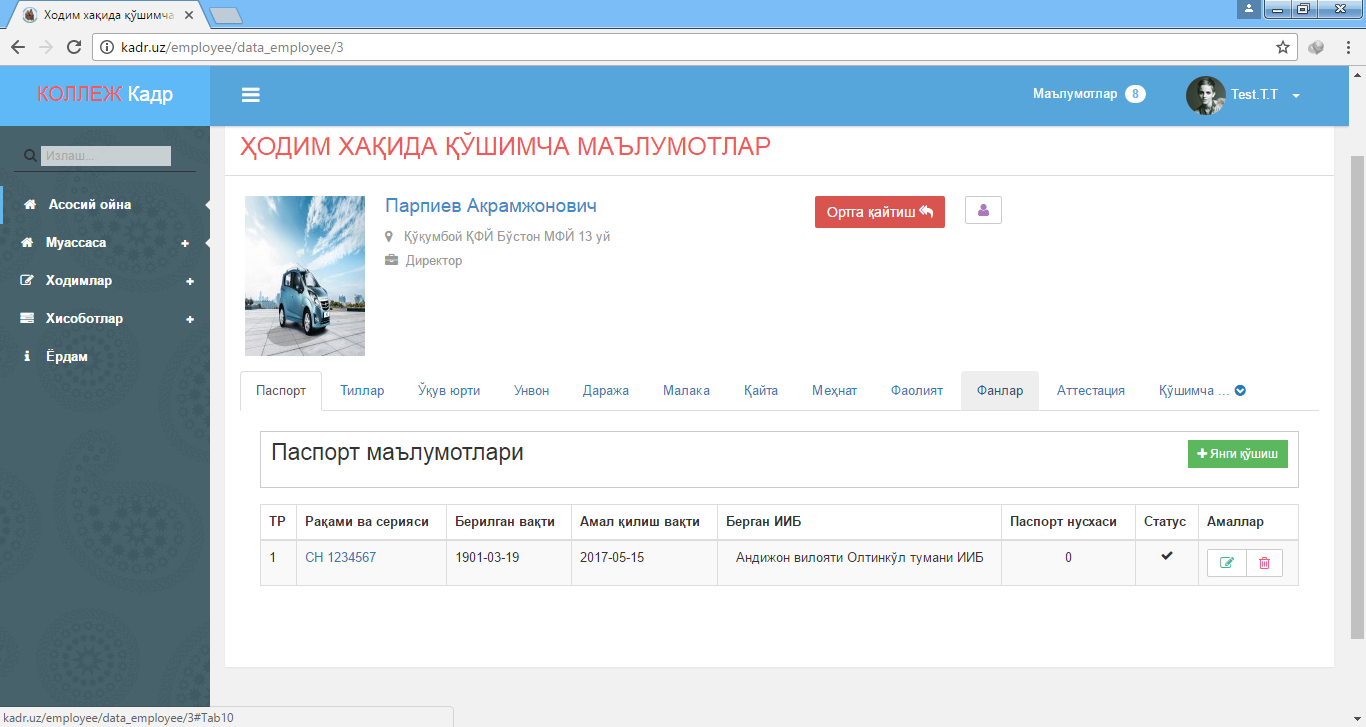 Ходим хақида қўшимча
kadr.uz/employee/data_employee/3
КОЛЛЕЖ Кадр
Маълумотлар 8
Test.T.T
Излаш...
Асосий ойна
Муассаса
Ходимлар
Хисоботлар
Ёрдам
ҲОДИМ ХАҚИДА ҚЎШИМЧА МАЪЛУМОТЛАР
Парпиев Акрамжонович
Қўқумбой ҚФЙ Бўстон МФЙ 13 уй
Директор
Ортга қайтиш
Паспорт Тиллар Ўқув юрти Унвон Даража Малака Қайта Меҳнат Фаолият Фанлар Аттестация Қўшимча ...
Паспорт маълумотлари
Янги қўшиш
ТР Рақами ва серияси Берилган вақти Амал қилиш вақти Берган ИИБ Паспорт нусхаси Статус Амаллар
1 CH 1234567 1901-03-19 2017-05-15 Андижон вилояти Олтинкўл тумани ИИБ 0
kadr.uz/employee/data_employee/3#Tab10